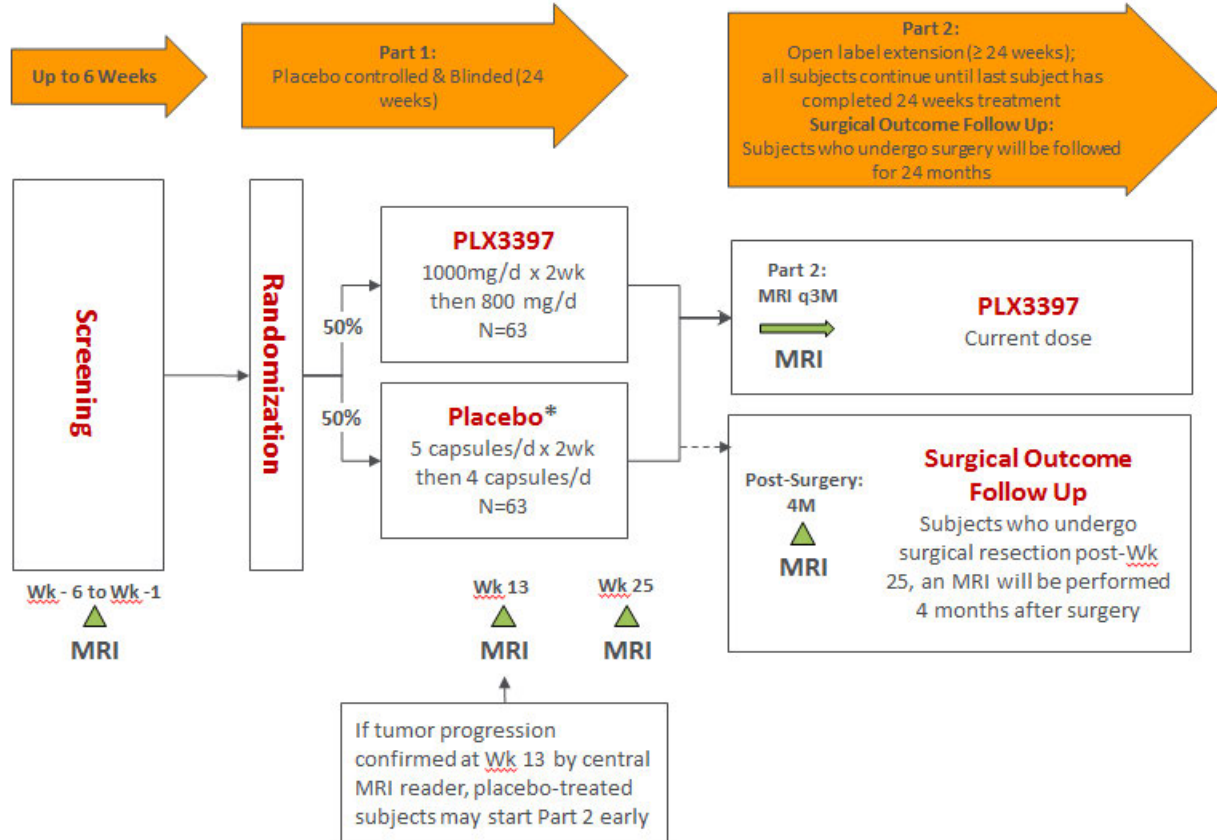 Up to 6 Weeks
Part 1:
Placebo controlled & Blinded (24
weeks)
Part 2:
Open label extension (≥ 24 weeks);
all subjects continue until last subject has
completed 24 weeks treatment
Surgical Outcome Follow Up:
Subjects who undergo surgery will be followed
for 24 months
Screening
Randomization
50%
50%
PLX3397
1000mg/d x 2wk
then 800 mg/d
N=63
Placebo*
5 capsules/d x 2wk
then 4 capsules/d
N=63
Part 2:
MRI q3M
MRI
PLX3397
Current dose
Post-Surgery:
4M
MRI
Surgical Outcome
Follow Up
Subjects who undergo
surgical resection post-Wk
25, an MRI will be performed
4 months after surgery
Wk - 6 to Wk -1
MRI
Wk 13
MRI
Wk 25
MRI
If tumor progression
confirmed at Wk 13 by central
MRI reader, placebo-treated
subjects may start Part 2 early